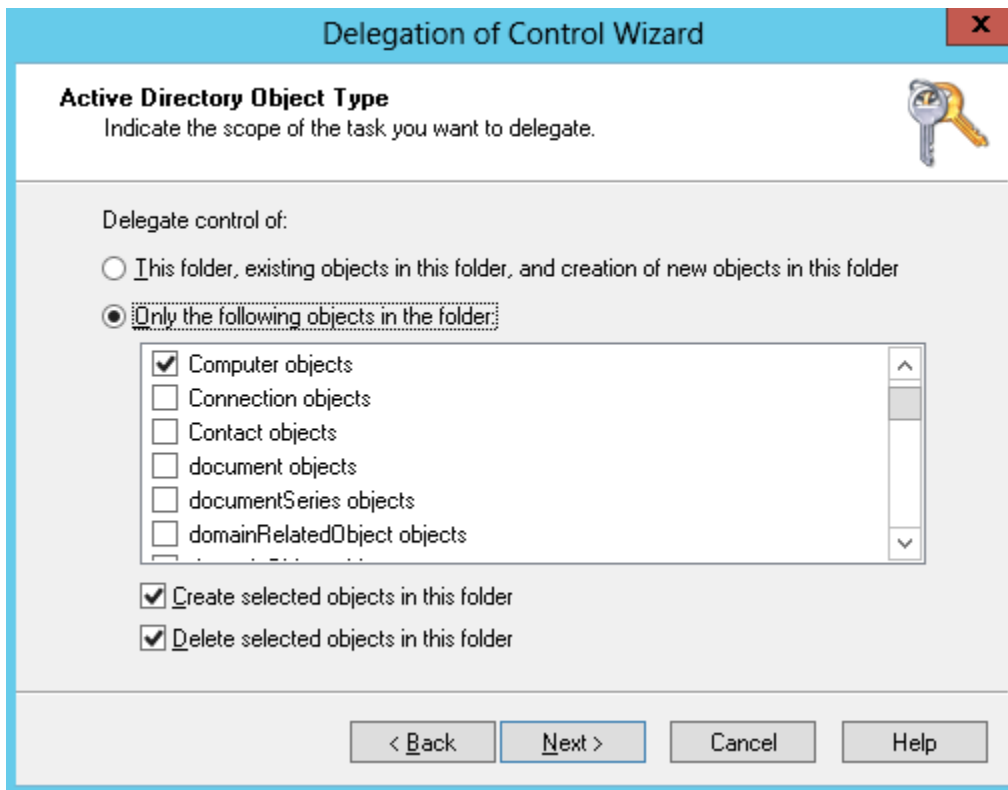 Delegation of Control Wizard
x
Active Directory Object Type
Indicate the scope of the task you want to delegate.
Delegate control of:
This folder, existing objects in this folder, and creation of new objects in this folder
Only the following objects in the folder:
Computer objects
Connection objects
Contact objects
document objects
documentSeries objects
domainRelatedObject objects
Create selected objects in this folder
Delete selected objects in this folder
< Back
Next >
Cancel
Help